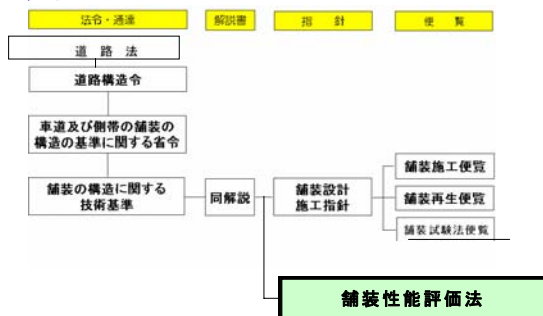 法令・通達
解説書
指 針
便 覧
道 路 法
道路構造令
車道及び側帯の舗装の
構造の基準に関する省令
舗装の構造に関する
技術基準
同解説
舗装設計
施工指針
舗装施工便覧
舗装再生便覧
舗装試験法便覧
舗装性能評価法